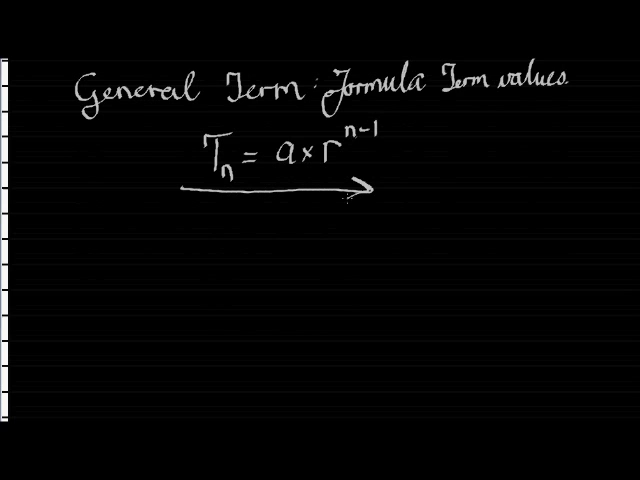 General Term : Formula Term values.
Tₙ = a × r^(n-1)